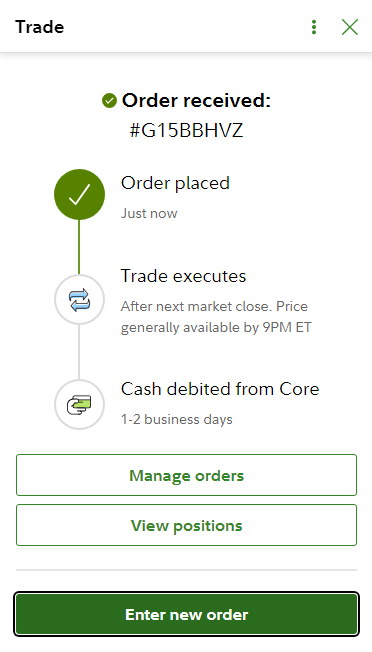 Trade
Order received:
#G15BBHVZ
Order placed
Just now
Trade executes
After next market close. Price
generally available by 9PM ET
Cash debited from Core
1-2 business days
Manage orders
View positions
Enter new order